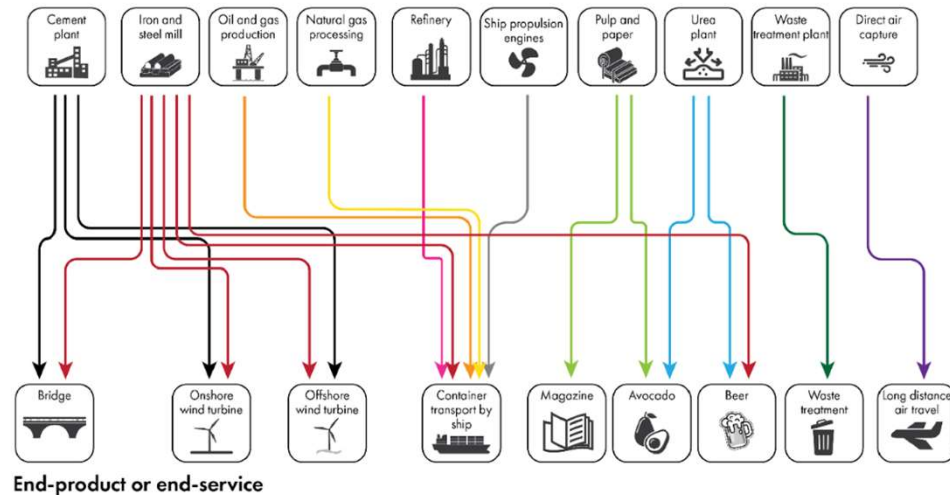 Cement
plant
Iron and
steel mill
Oil and gas
production
Natural gas
processing
Refinery
Ship propulsion
engines
Pulp and
paper
Urea
plant
Waste
treatment plant
Direct air
capture
Bridge
Onshore
wind turbine
Offshore
wind turbine
Container
transport by
ship
Magazine
Avocado
Beer
Waste
treatment
Long distance
air travel
End-product or end-service